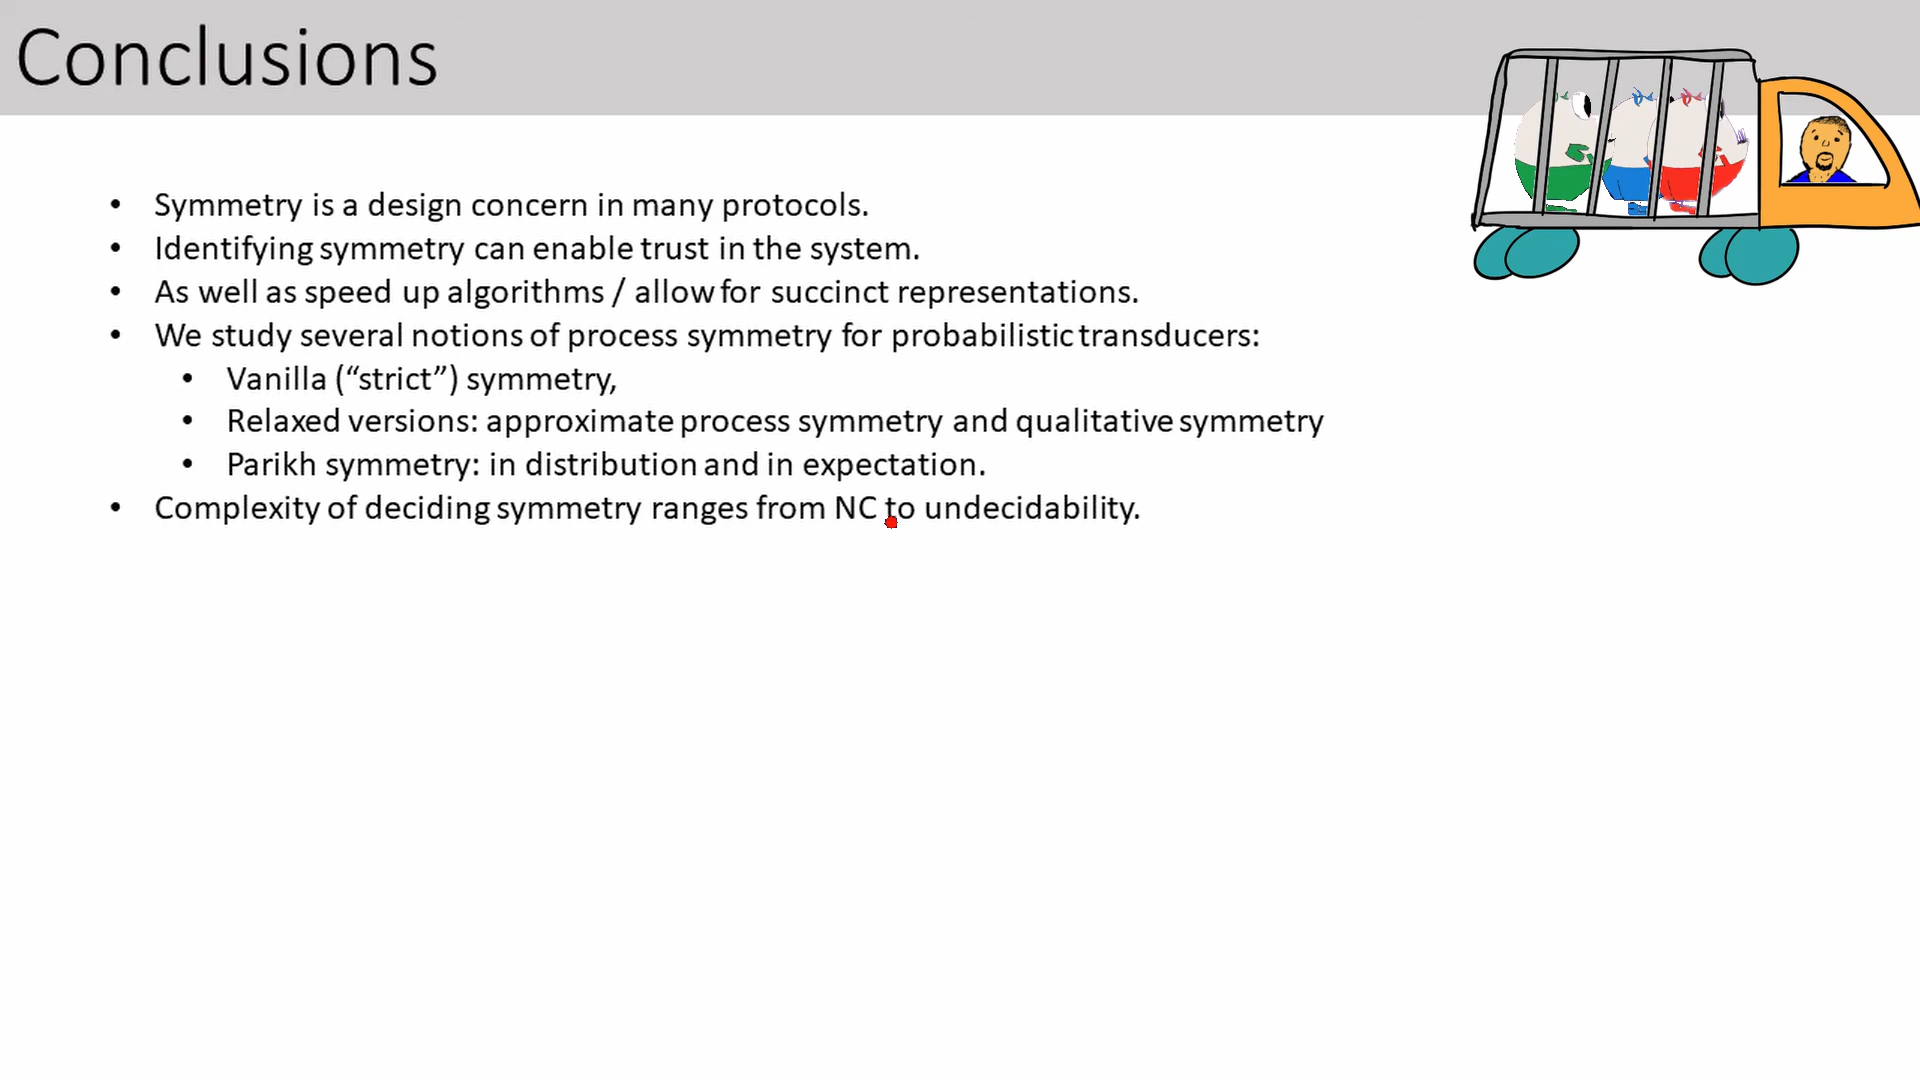 Conclusions
• Symmetry is a design concern in many protocols.
• Identifying symmetry can enable trust in the system.
• As well as speed up algorithms / allow for succinct representations.
• We study several notions of process symmetry for probabilistic transducers:
• Vanilla (“strict”) symmetry,
• Relaxed versions: approximate process symmetry and qualitative symmetry
• Parikh symmetry: in distribution and in expectation.
• Complexity of deciding symmetry ranges from NC to undecidability.